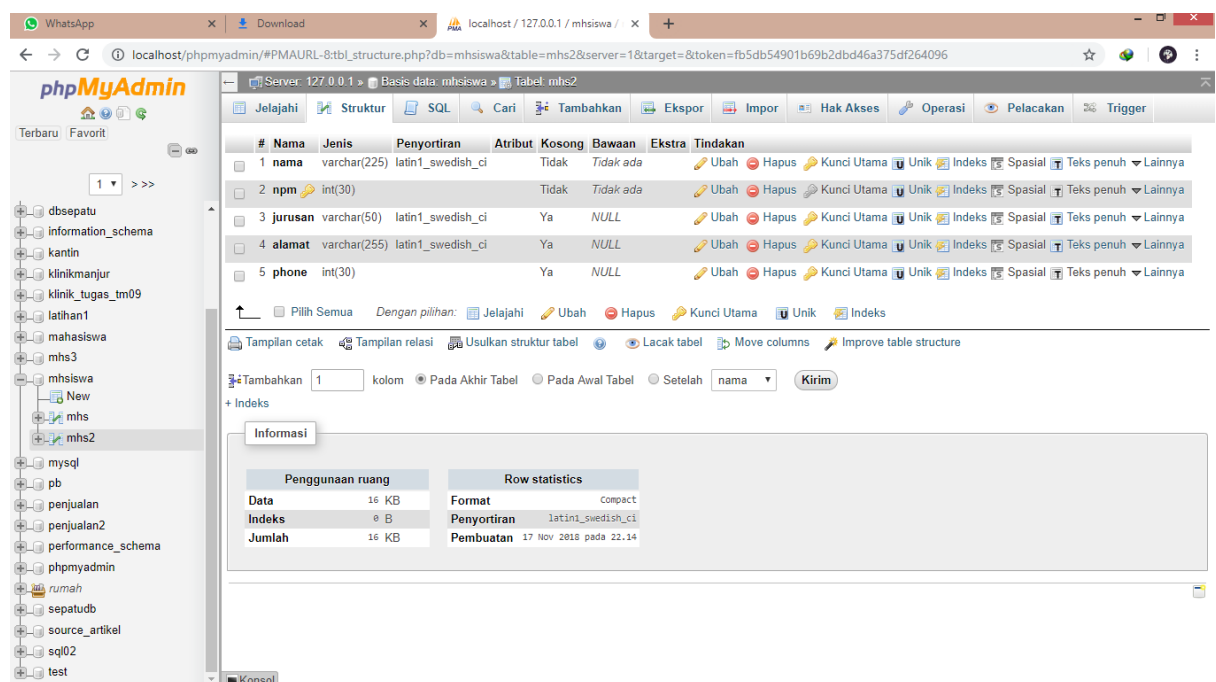 WhatsApp
Download
localhost / 127.0.0.1 / mhsiswa /
localhost/phpmyadmin/#PMAURL-8:tbl_structure.php?db=mhsiswa&table=mhs2&server=1&target=&token=fb5db54901b69b2dbd46a375df264096
phpMyAdmin
Terbaru Favorit
1 > >>
dbsepatu
information_schema
kantin
klinikmanjur
klinik_tugas_tm09
latihan1
mahasiswa
mhs3
mhsiswa
New
mhs
mhs2
mysql
pb
penjualan
penjualan2
performance_schema
phpmyadmin
rumah
sepatudb
source_artikel
sql02
test
Server: 127.0.0.1 » Basis data: mhsiswa » Tabel: mhs2
Jelajahi Struktur SQL Cari Tambahkan Ekspor Impor Hak Akses Operasi Pelacakan Trigger
# Nama Jenis Penyortiran Atribut Kosong Bawaan Ekstra Tindakan
1 nama varchar(225) latin1_swedish_ci Tidak Tidak ada Ubah Hapus Kunci Utama Unik Indeks Spasial Teks penuh Lainnya
2 npm int(30) Tidak Tidak ada Ubah Hapus Kunci Utama Unik Indeks Spasial Teks penuh Lainnya
3 jurusan varchar(50) latin1_swedish_ci Ya NULL Ubah Hapus Kunci Utama Unik Indeks Spasial Teks penuh Lainnya
4 alamat varchar(255) latin1_swedish_ci Ya NULL Ubah Hapus Kunci Utama Unik Indeks Spasial Teks penuh Lainnya
5 phone int(30) Ya NULL Ubah Hapus Kunci Utama Unik Indeks Spasial Teks penuh Lainnya
Pilih Semua Dengan pilihan: Jelajahi Ubah Hapus Kunci Utama Unik Indeks
Tampilan cetak Tampilan relasi Usulkan struktur tabel Lacak tabel Move columns Improve table structure
Tambahkan 1 kolom Pada Akhir Tabel Pada Awal Tabel Setelah nama Kirim
+ Indeks
Informasi
Penggunaan ruang
Data 16 KB
Indeks 0 B
Jumlah 16 KB
Row statistics
Format Compact
Penyortiran latin1_swedish_ci
Pembuatan 17 Nov 2018 pada 22.14
Konsol